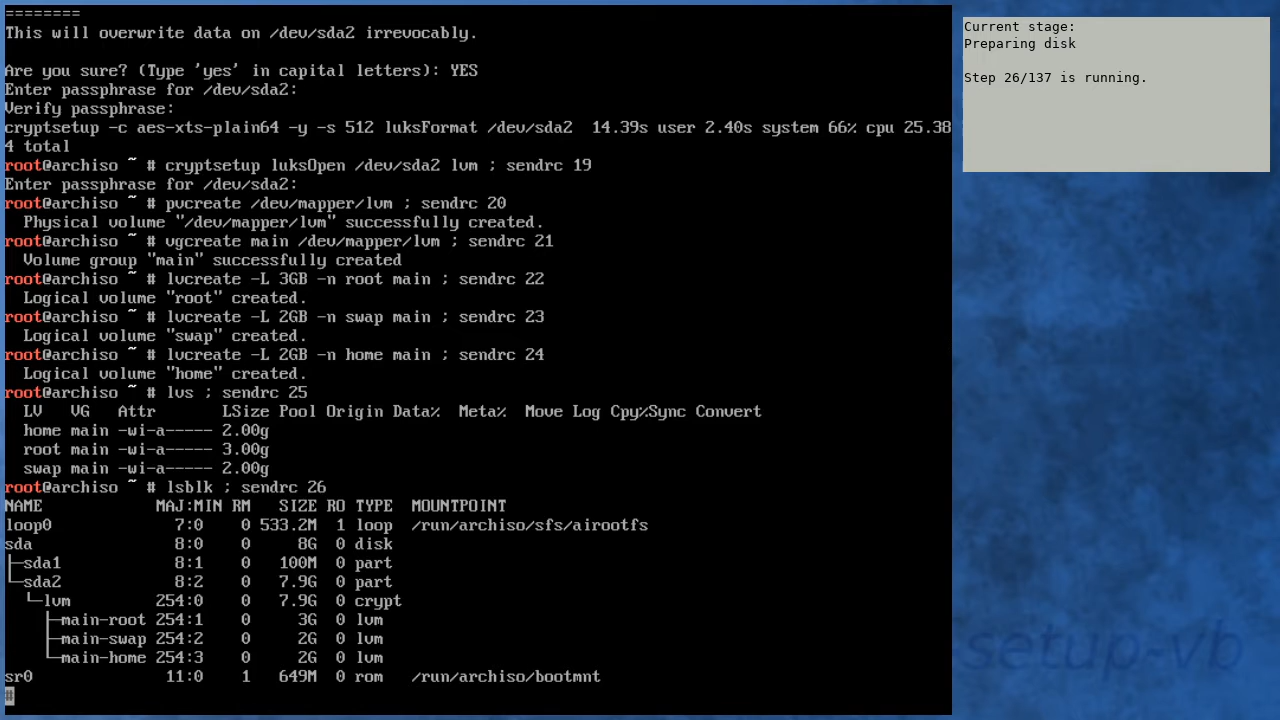 ========
This will overwrite data on /dev/sda2 irrevocably.
Are you sure? (Type 'yes' in capital letters): YES
Enter passphrase for /dev/sda2:
Verify passphrase:
cryptsetup -c aes-xts-plain64 -y -s 512 luksFormat /dev/sda2  14.39s user 2.40s system 66% cpu 25.38
4 total
root@archiso ~ # cryptsetup luksOpen /dev/sda2 lvm ; sendrc 19
Enter passphrase for /dev/sda2:
root@archiso ~ # pvcreate /dev/mapper/lvm ; sendrc 20
  Physical volume "/dev/mapper/lvm" successfully created.
root@archiso ~ # vgcreate main /dev/mapper/lvm ; sendrc 21
  Volume group "main" successfully created
root@archiso ~ # lvcreate -L 3GB -n root main ; sendrc 22
  Logical volume "root" created.
root@archiso ~ # lvcreate -L 2GB -n swap main ; sendrc 23
  Logical volume "swap" created.
root@archiso ~ # lvcreate -L 2GB -n home main ; sendrc 24
  Logical volume "home" created.
root@archiso ~ # lvs ; sendrc 25
  LV   VG   Attr       LSize Pool Origin Data%  Meta%  Move Log Cpy%Sync Convert
  home main -wi-a----- 2.00g
  root main -wi-a----- 3.00g
  swap main -wi-a----- 2.00g
root@archiso ~ # lsblk ; sendrc 26
NAME            MAJ:MIN RM   SIZE RO TYPE  MOUNTPOINT
loop0             7:0    0 533.2M  1 loop  /run/archiso/sfs/airootfs
sda               8:0    0     8G  0 disk
├─sda1            8:1    0   100M  0 part
└─sda2            8:2    0   7.9G  0 part
  └─lvm         254:0    0   7.9G  0 crypt
    ├─main-root 254:1    0     3G  0 lvm
    ├─main-swap 254:2    0     2G  0 lvm
    └─main-home 254:3    0     2G  0 lvm
sr0              11:0    1   649M  0 rom   /run/archiso/bootmnt
#
Current stage:
Preparing disk
Step 26/137 is running.
setup-vb